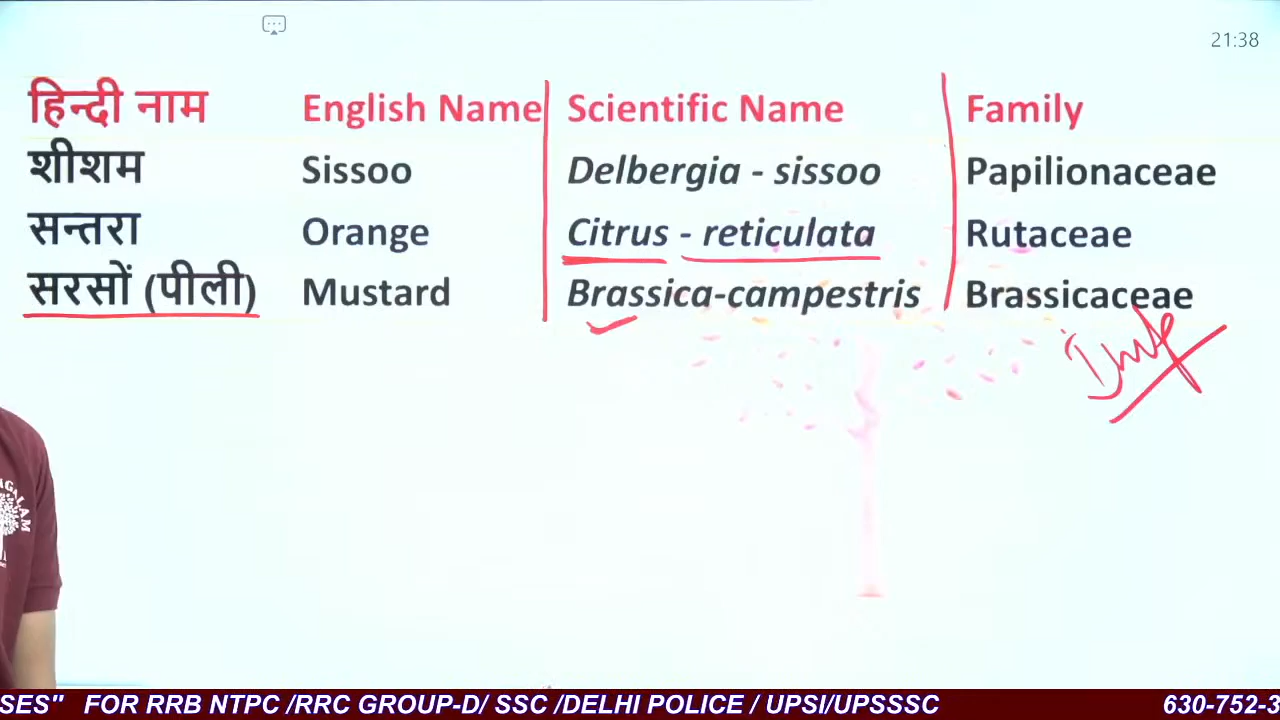 21:38
हिन्दी नाम English Name Scientific Name Family
शीशम Sissoo Delbergia - sissoo Papilionaceae
सन्तरा Orange Citrus - reticulata Rutaceae
सरसों (पीली) Mustard Brassica-campestris Brassicaceae
Imp
SES" FOR RRB NTPC /RRC GROUP-D/ SSC /DELHI POLICE / UPSI/UPSSSC 630-752-3